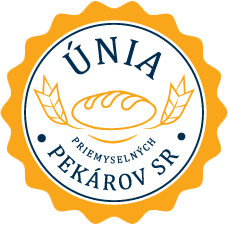 ÚNIA
PRIEMYSELNÝCH
• PEKÁROV SR •